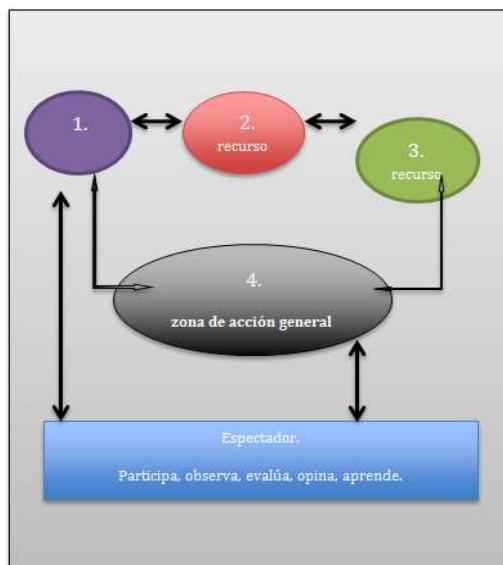 1.
2.
recurso
3.
recurso
4.
zona de acción general
Espectador.
Participa, observa, evalúa, opina, aprende.